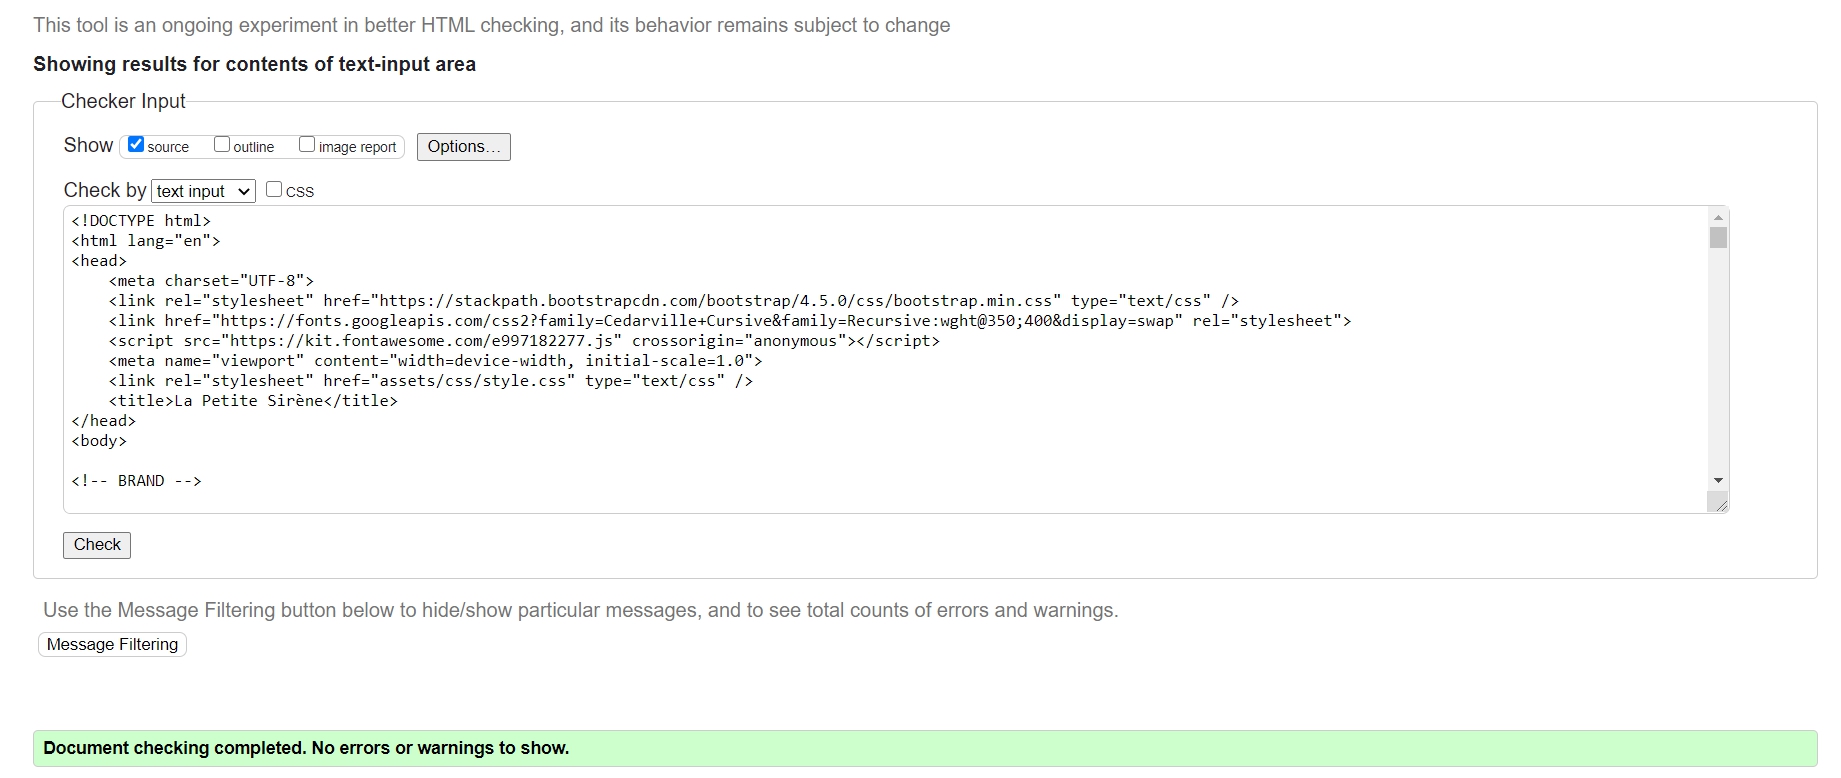 This tool is an ongoing experiment in better HTML checking, and its behavior remains subject to change
Showing results for contents of text-input area
Checker Input
Show source outline image report Options...
Check by text input CSS
<!DOCTYPE html>
<html lang="en">
<head>
    <meta charset="UTF-8">
    <link rel="stylesheet" href="https://stackpath.bootstrapcdn.com/bootstrap/4.5.0/css/bootstrap.min.css" type="text/css" />
    <link href="https://fonts.googleapis.com/css2?family=Cedarville+Cursive&family=Recursive:wght@350;400&display=swap" rel="stylesheet">
    <script src="https://kit.fontawesome.com/e997182277.js" crossorigin="anonymous"></script>
    <meta name="viewport" content="width=device-width, initial-scale=1.0">
    <link rel="stylesheet" href="assets/css/style.css" type="text/css" />
    <title>La Petite Sirène</title>
</head>
<body>
<!-- BRAND -->
Check
Use the Message Filtering button below to hide/show particular messages, and to see total counts of errors and warnings.
Message Filtering
Document checking completed. No errors or warnings to show.